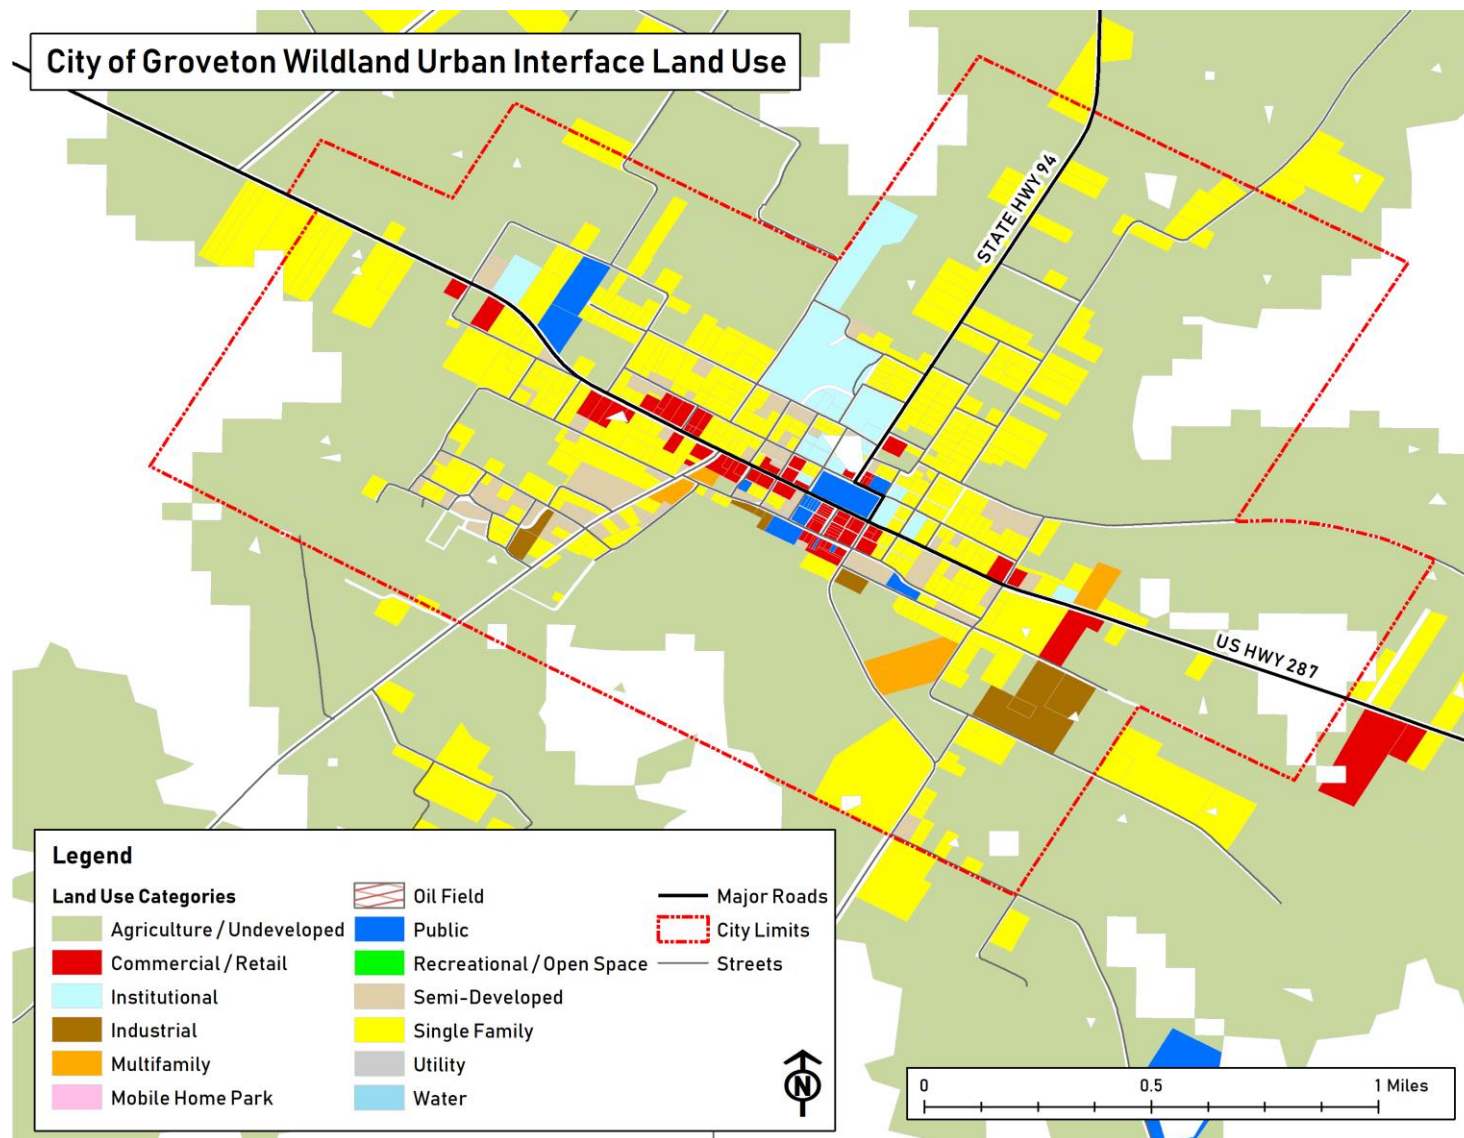 City of Groveton Wildland Urban Interface Land Use
STATE HWY 94
US HWY 287
Legend
Land Use Categories
Agriculture / Undeveloped
Commercial / Retail
Institutional
Industrial
Multifamily
Mobile Home Park
Oil Field
Public
Recreational / Open Space
Semi-Developed
Single Family
Utility
Water
Major Roads
City Limits
Streets
N
0 0.5 1 Miles